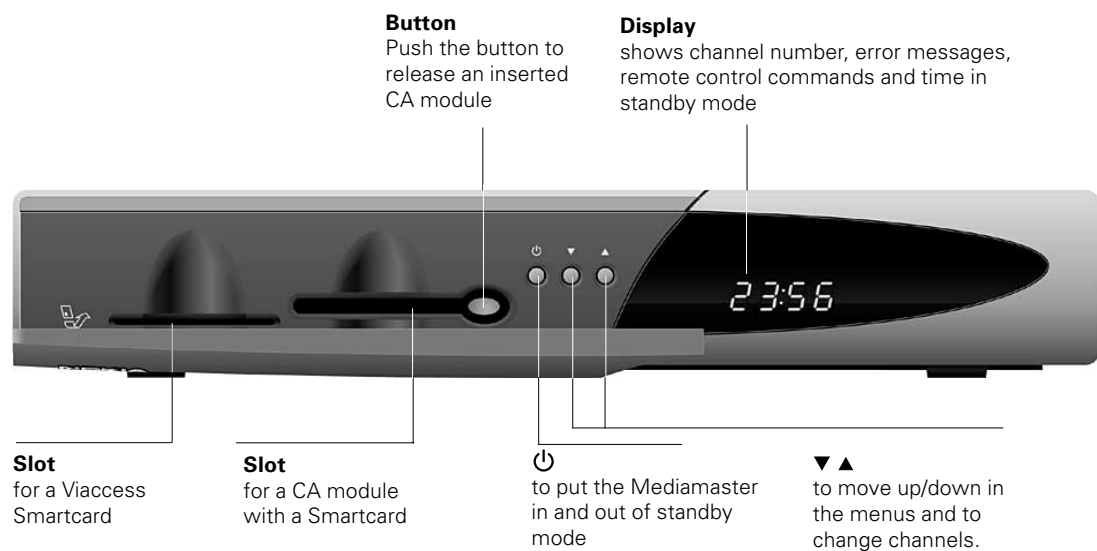 Button
Push the button to
release an inserted
CA module
Display
shows channel number, error messages,
remote control commands and time in
standby mode
23:56
Slot
for a Viaccess
Smartcard
Slot
for a CA module
with a Smartcard
to put the Mediamaster
in and out of standby
mode
▼ ▲
to move up/down in
the menus and to
change channels.